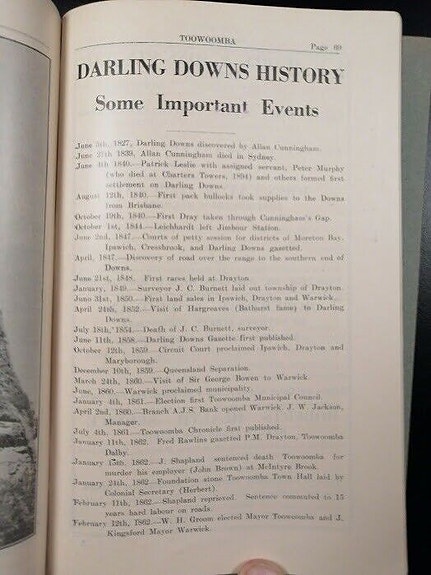 TOOWOOMBA
Page 89
DARLING DOWNS HISTORY
Some Important Events
June 5th, 1827, Darling Downs discovered by Allan Cunningham.
June 27th 1839, Allan Cunningham died in Sydney.
June 4th 1840.—Patrick Leslie with assigned servant, Peter Murphy
(who died at Charters Towers, 1894) and others formed first
settlement on Darling Downs.
August 12th, 1840.—First pack bullocks took supplies to the Downs
from Brisbane.
October 19th, 1840.—First Dray taken through Cunningham's Gap.
October 1st, 1844.—Leichhardt left Jimbour Station.
June 2nd, 1847.—Courts of petty session for districts of Moreton Bay,
Ipswich, Cressbrook, and Darling Downs gazetted.
April, 1847.—Discovery of road over the range to the southern end of
Downs.
June 21st, 1848. First races held at Drayton.
January, 1849.—Surveyor J. C. Burnett laid out township of Drayton.
June 31st, 1850.—First land sales in Ipswich, Drayton and Warwick.
April 24th, 1852.—Visit of Hargreaves (Bathurst fame) to Darling
Downs.
July 18th, 1854.—Death of J. C. Burnett, surveyor.
June 11th, 1858.—Darling Downs Gazette first published.
October 12th, 1859.—Circuit Court proclaimed Ipswich, Drayton and
Maryborough.
December 10th, 1859.—Queensland Separation.
March 24th, 1860.—Visit of Sir George Bowen to Warwick.
June, 1860.—Warwick proclaimed municipality.
January 4th, 1861.—Election first Toowoomba Municipal Council.
April 2nd, 1860.—Branch A.J.S. Bank opened Warwick J. W. Jackson,
Manager.
July 4th, 1861.—Toowoomba Chronicle first published.
January 11th, 1862. Fred Rawlins gazetted P.M. Drayton, Toowoomba
Dalby.
January 15th, 1862.—J. Shapland sentenced death Toowoomba for
murder his employer (John Brown) at McIntyre Brook.
January 24th, 1862.—Foundation stone Toowoomba Town Hall laid by
Colonial Secretary (Herbert).
February 11th, 1862.—Shapland reprieved. Sentence commuted to 15
years hard labour on roads.
February 12th, 1862.—W. H. Groom elected Mayor Toowoomba and J.
Kingsford Mayor Warwick.